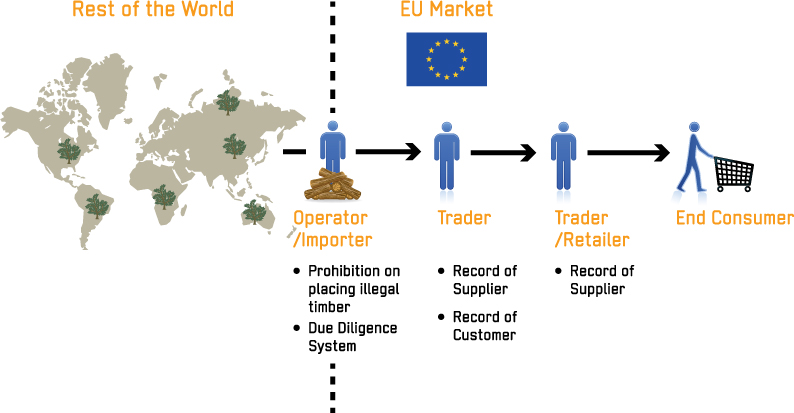 Rest of the World
EU Market
Operator
/Importer
• Prohibition on
placing illegal
timber
• Due Diligence
System
Trader
• Record of
Supplier
• Record of
Customer
Trader
/Retailer
• Record of
Supplier
End Consumer